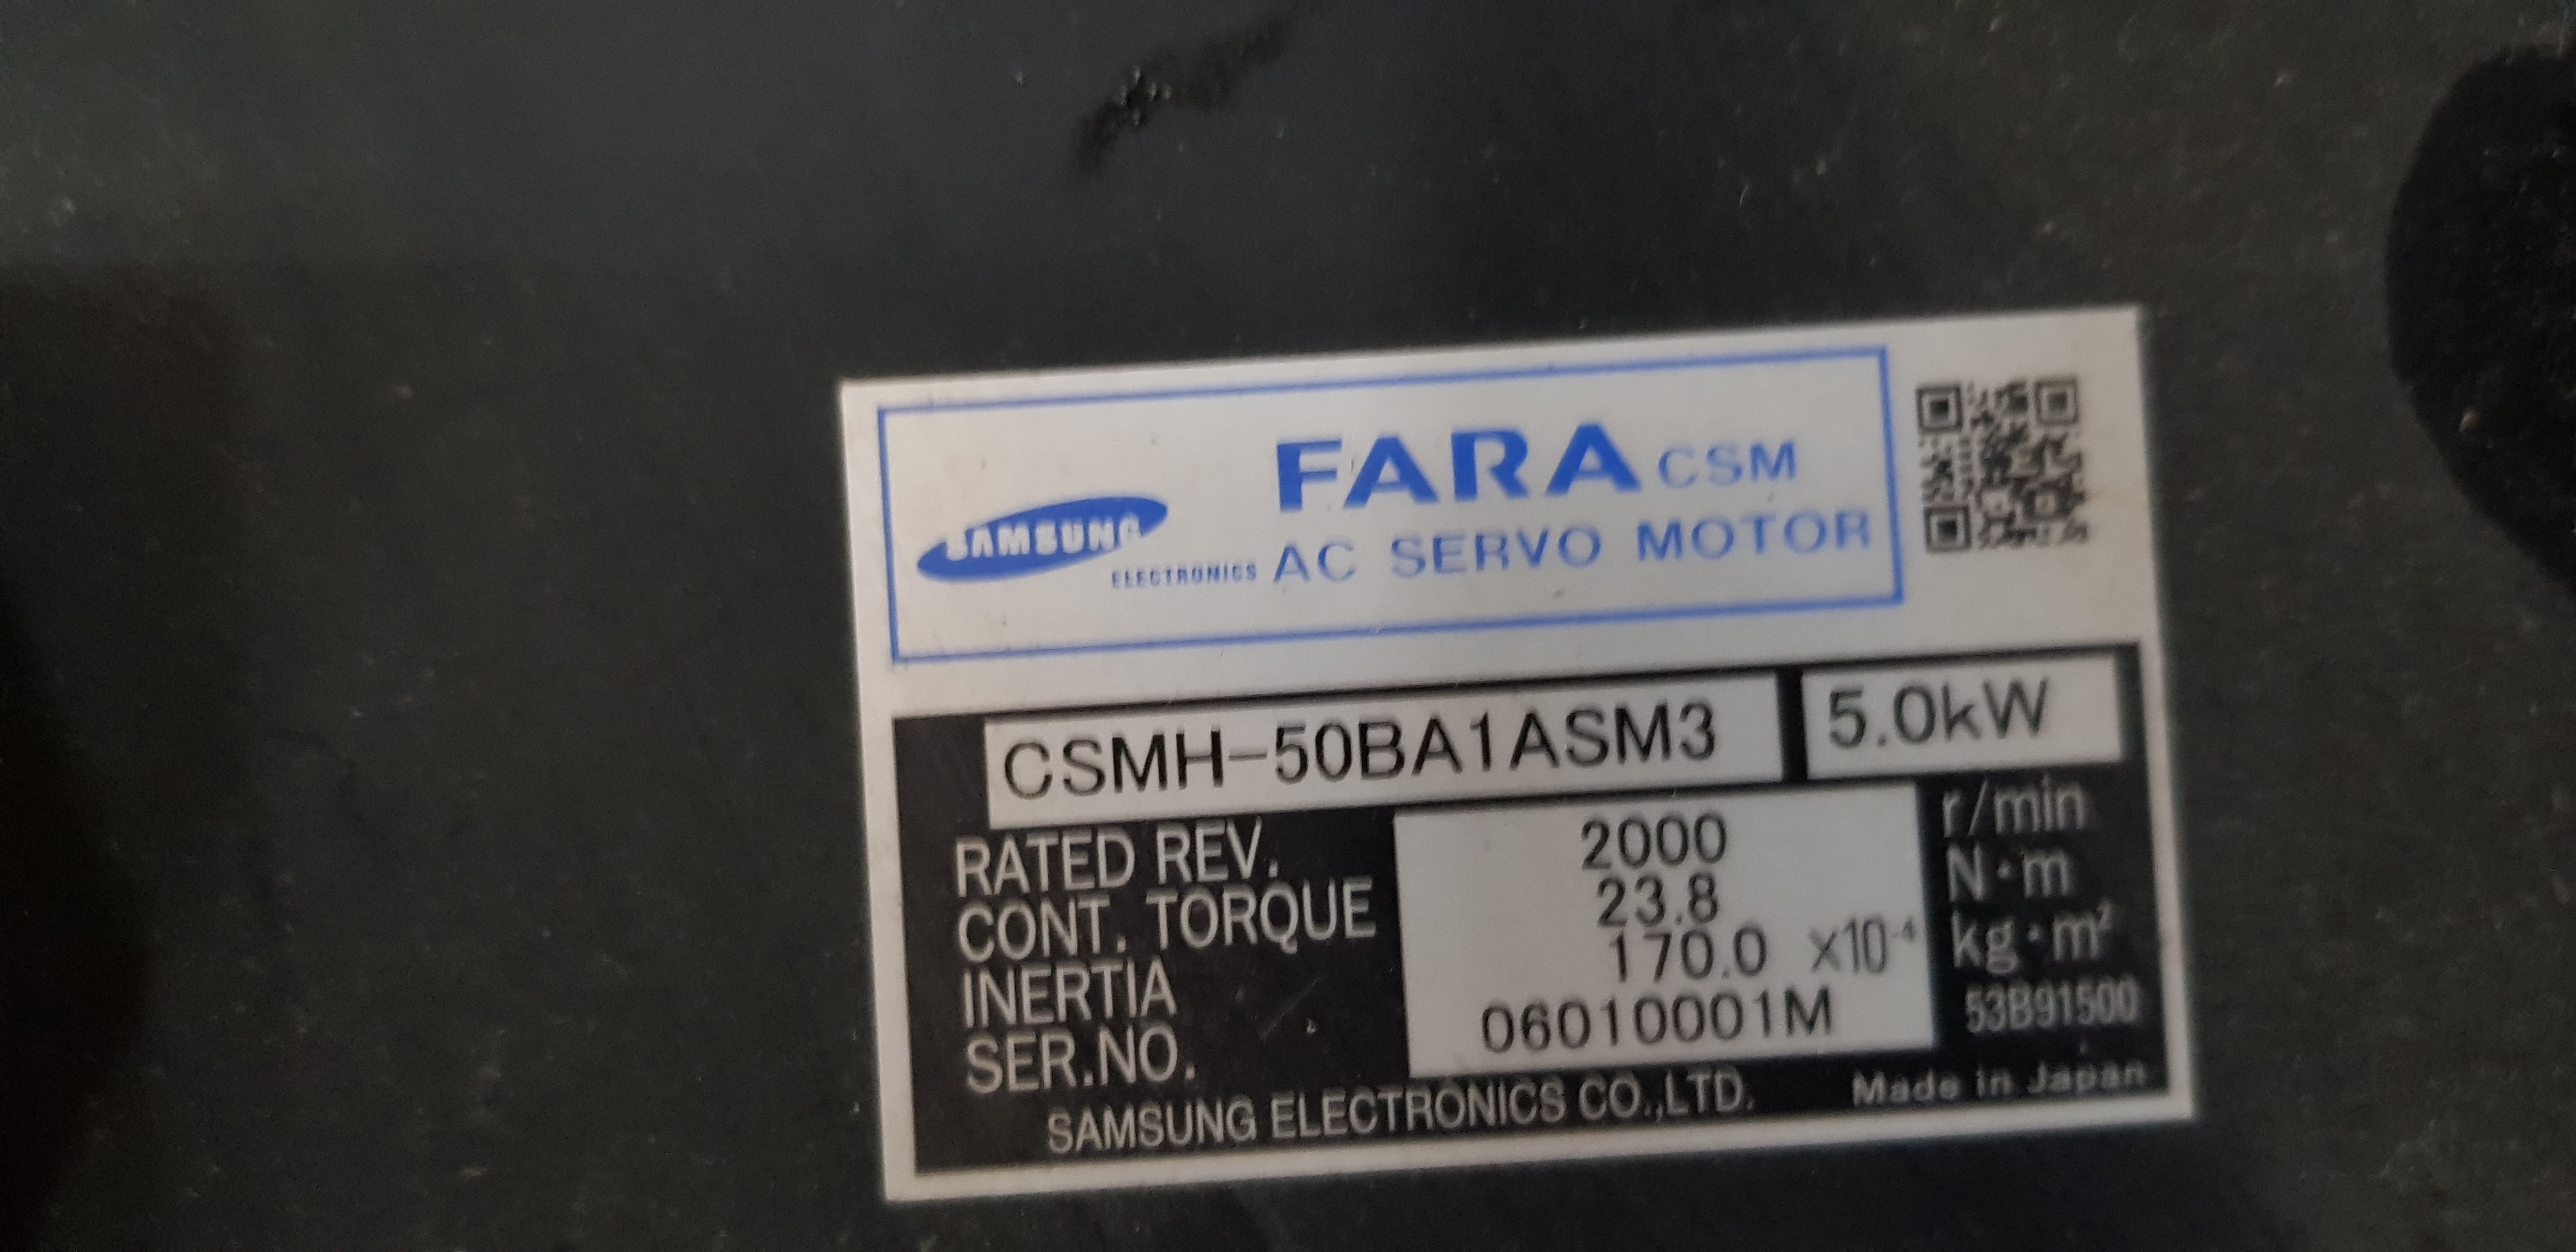 FARA CSM
SAMSUNG
ELECTRONICS AC SERVO MOTOR
CSMH-50BA1ASM3 5.0kW
RATED REV. 2000 r/min
CONT. TORQUE 23.8 N·m
INERTIA 170.0 x10⁻⁴ kg·m²
SER.NO. 06010001M 53B91500
SAMSUNG ELECTRONICS CO.,LTD. Made in Japan